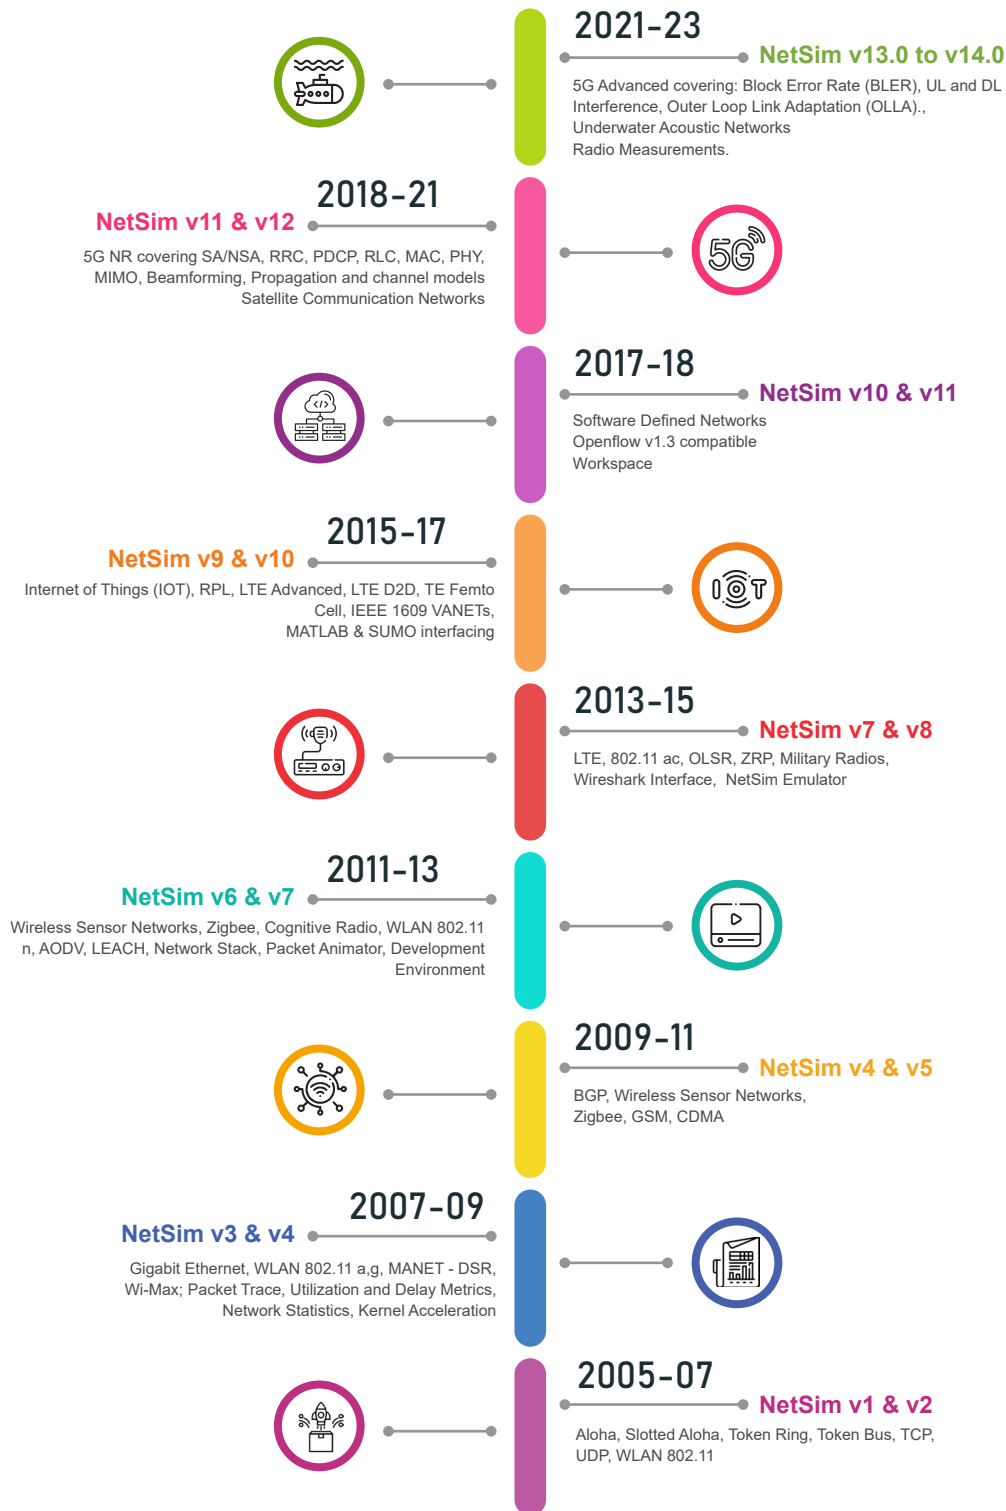 2021-23
NetSim v13.0 to v14.0
5G Advanced covering: Block Error Rate (BLER), UL and DL
Interference, Outer Loop Link Adaptation (OLLA).,
Underwater Acoustic Networks
Radio Measurements.
2018-21
NetSim v11 & v12
5G NR covering SA/NSA, RRC, PDCP, RLC, MAC, PHY,
MIMO, Beamforming, Propagation and channel models
Satellite Communication Networks
5G
2017-18
NetSim v10 & v11
Software Defined Networks
Openflow v1.3 compatible
Workspace
</>
2015-17
NetSim v9 & v10
Internet of Things (IOT), RPL, LTE Advanced, LTE D2D, TE Femto
Cell, IEEE 1609 VANETs,
MATLAB & SUMO interfacing
IOT
2013-15
NetSim v7 & v8
LTE, 802.11 ac, OLSR, ZRP, Military Radios,
Wireshark Interface,  NetSim Emulator
2011-13
NetSim v6 & v7
Wireless Sensor Networks, Zigbee, Cognitive Radio, WLAN 802.11
n, AODV, LEACH, Network Stack, Packet Animator, Development
Environment
2009-11
NetSim v4 & v5
BGP, Wireless Sensor Networks,
Zigbee, GSM, CDMA
2007-09
NetSim v3 & v4
Gigabit Ethernet, WLAN 802.11 a,g, MANET - DSR,
Wi-Max; Packet Trace, Utilization and Delay Metrics,
Network Statistics, Kernel Acceleration
2005-07
NetSim v1 & v2
Aloha, Slotted Aloha, Token Ring, Token Bus, TCP,
UDP, WLAN 802.11